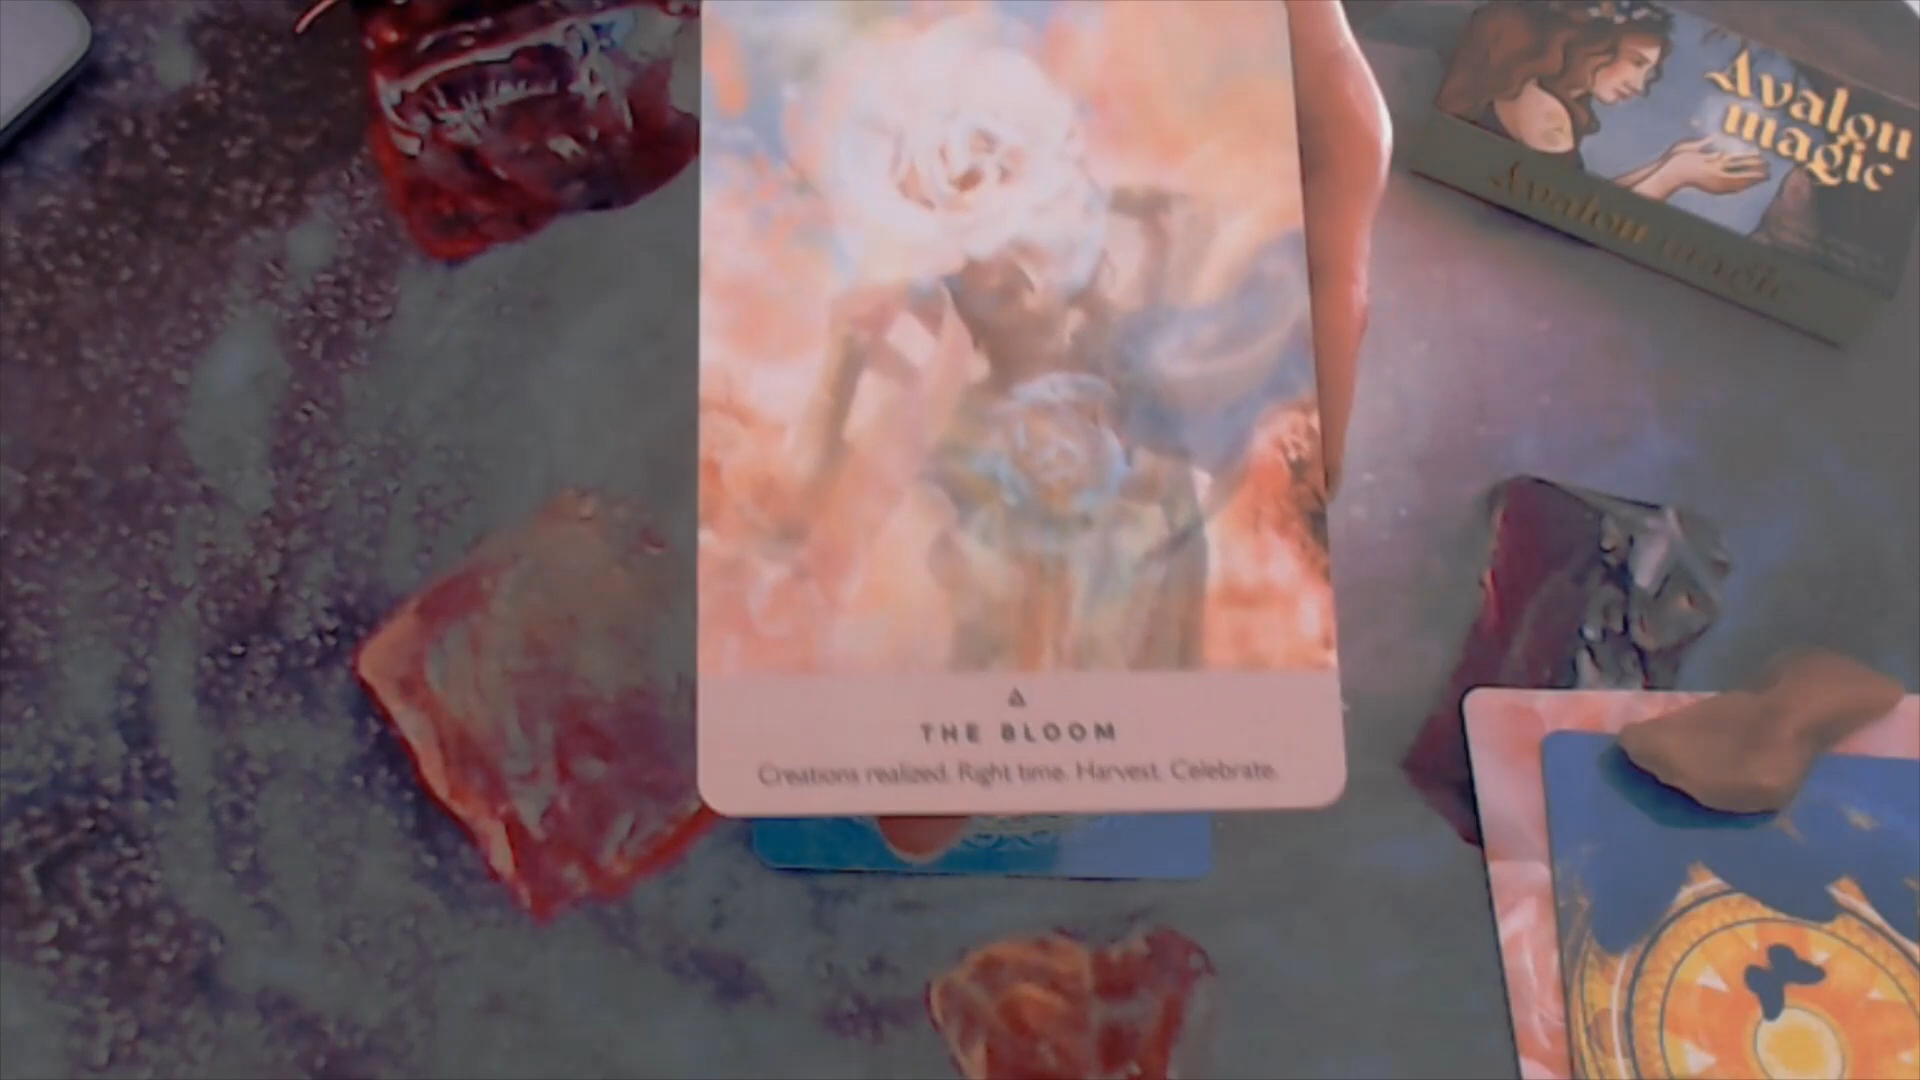 Avalon
magic
Avalon magic
THE BLOOM
Creations realized. Right time. Harvest. Celebrate.